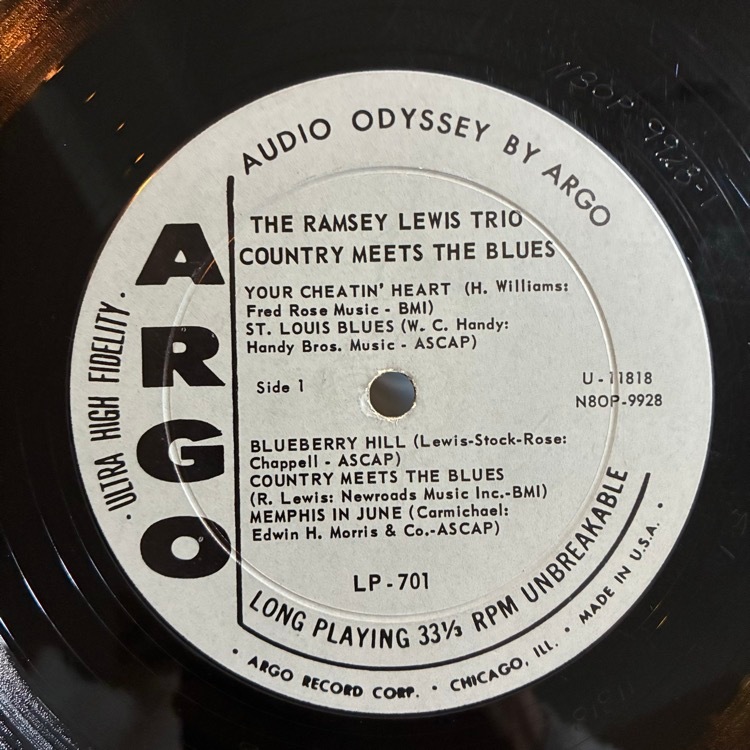 AUDIO ODYSSEY BY ARGO
ARGO
· ULTRA HIGH FIDELITY ·
THE RAMSEY LEWIS TRIO
COUNTRY MEETS THE BLUES
YOUR CHEATIN' HEART (H. Williams:
Fred Rose Music - BMI)
ST. LOUIS BLUES (W. C. Handy:
Handy Bros. Music - ASCAP)
Side 1
U - 11818
N8OP-9928
BLUEBERRY HILL (Lewis-Stock-Rose:
Chappell - ASCAP)
COUNTRY MEETS THE BLUES
(R. Lewis: Newroads Music Inc.-BMI)
MEMPHIS IN JUNE (Carmichael:
Edwin H. Morris & Co.-ASCAP)
LP - 701
LONG PLAYING 33⅓ RPM UNBREAKABLE
• ARGO RECORD CORP. • CHICAGO, ILL. • MADE IN U.S.A. •
N8OP-9928-1